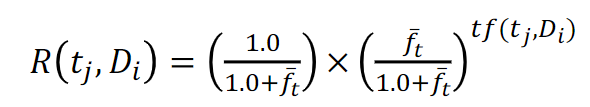 R(t_j, D_i) = (1.0 / (1.0 + f̄_t)) × (f̄_t / (1.0 + f̄_t))^{tf(t_j, D_i)}